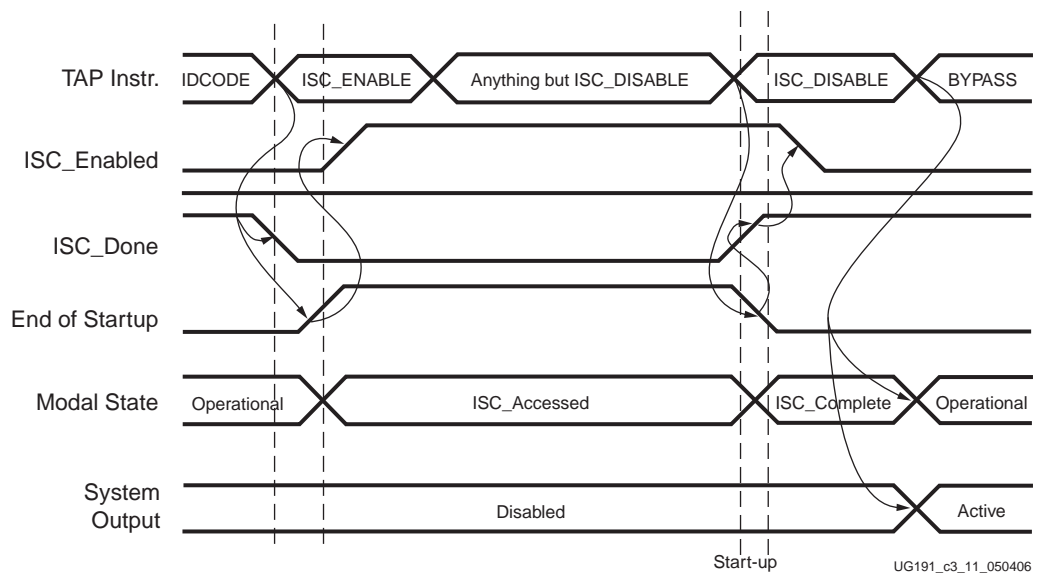 TAP Instr. IDCODE ISC_ENABLE Anything but ISC_DISABLE ISC_DISABLE BYPASS
ISC_Enabled
ISC_Done
End of Startup
Modal State Operational ISC_Accessed ISC_Complete Operational
System
Output
Disabled Active
Start-up
UG191_c3_11_050406